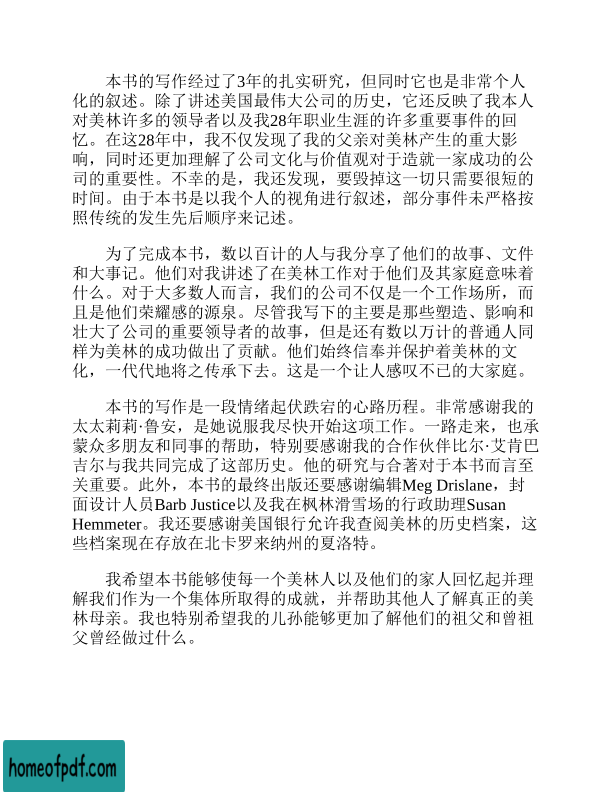 本书的写作经过了3年的扎实研究，但同时它也是非常个人
化的叙述。除了讲述美国最伟大公司的历史，它还反映了我本人
对美林许多的领导者以及我28年职业生涯的许多重要事件的回
忆。在这28年中，我不仅发现了我的父亲对美林产生的重大影
响，同时还更加理解了公司文化与价值观对于造就一家成功的公
司的重要性。不幸的是，我还发现，要毁掉这一切只需要很短的
时间。由于本书是以我个人的视角进行叙述，部分事件未严格按
照传统的发生先后顺序来记述。
为了完成本书，数以百计的人与我分享了他们的故事、文件
和大事记。他们对我讲述了在美林工作对于他们及其家庭意味着
什么。对于大多数人而言，我们的公司不仅是一个工作场所，而
且是他们荣耀感的源泉。尽管我写下的主要是那些塑造、影响和
壮大了公司的重要领导者的故事，但是还有数以万计的普通人同
样为美林的成功做出了贡献。他们始终信奉并保护着美林的文
化，一代代地将之传承下去。这是一个让人感叹不已的大家庭。
本书的写作是一段情绪起伏跌宕的心路历程。非常感谢我的
太太莉莉·鲁安，是她说服我尽快开始这项工作。一路走来，也承
蒙众多朋友和同事的帮助，特别要感谢我的合作伙伴比尔·艾肯巴
吉尔与我共同完成了这部历史。他的研究与合著对于本书而言至
关重要。此外，本书的最终出版还要感谢编辑Meg Drislane，封
面设计人员Barb Justice以及我在枫林滑雪场的行政助理Susan
Hemmeter。我还要感谢美国银行允许我查阅美林的历史档案，这
些档案现在存放在北卡罗来纳州的夏洛特。
我希望本书能够使每一个美林人以及他们的家人回忆起并理
解我们作为一个集体所取得的成就，并帮助其他人了解真正的美
林母亲。我也特别希望我的儿孙能够更加了解他们的祖父和曾祖
父曾经做过什么。
homeofpdf.com